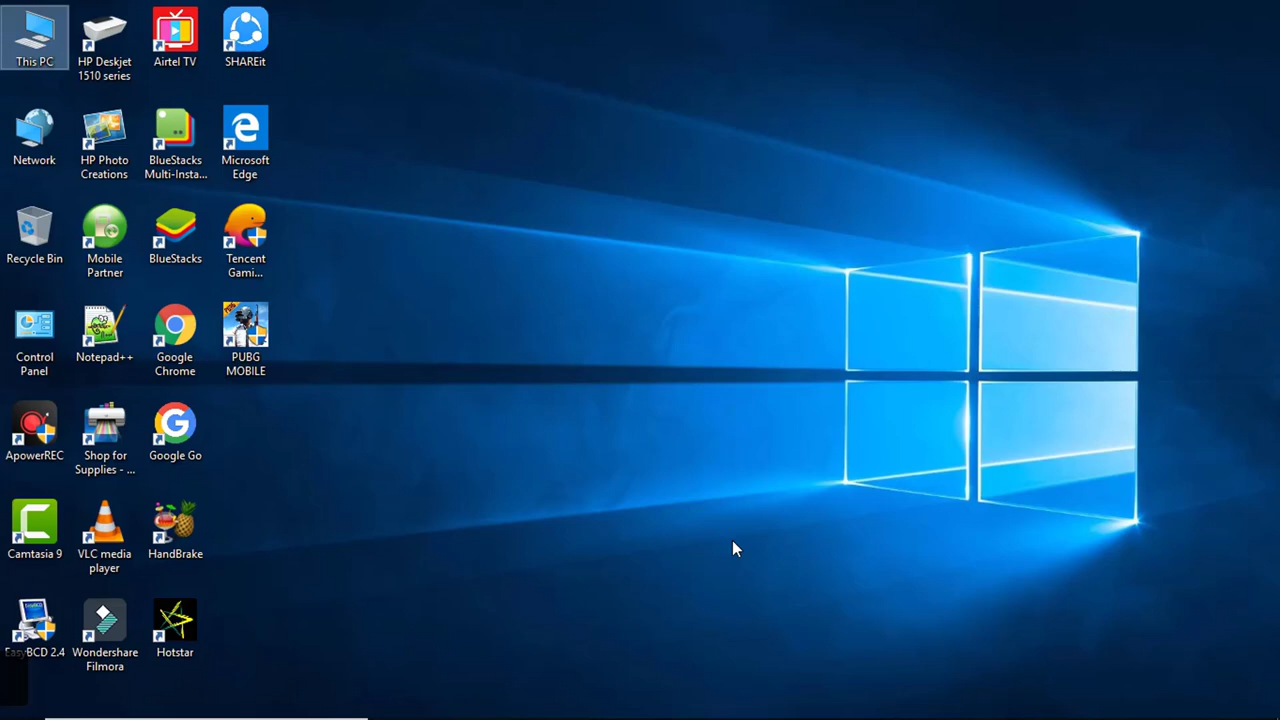 This PC
HP Deskjet
1510 series
Airtel TV
SHAREit
Network
HP Photo
Creations
BlueStacks
Multi-Insta...
Microsoft
Edge
Recycle Bin
Mobile
Partner
BlueStacks
Tencent
Gami...
Control
Panel
Notepad++
Google
Chrome
PUBG
MOBILE
ApowerREC
Shop for
Supplies - ...
Google Go
Camtasia 9
VLC media
player
HandBrake
EasyBCD 2.4
Wondershare
Filmora
Hotstar